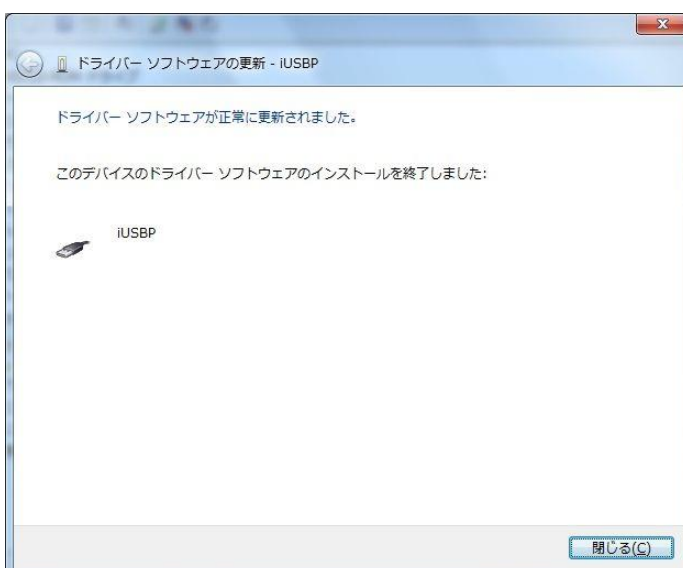 ドライバー ソフトウェアの更新 - iUSBP
ドライバー ソフトウェアが正常に更新されました。
このデバイスのドライバー ソフトウェアのインストールを終了しました:
iUSBP
閉じる(C)